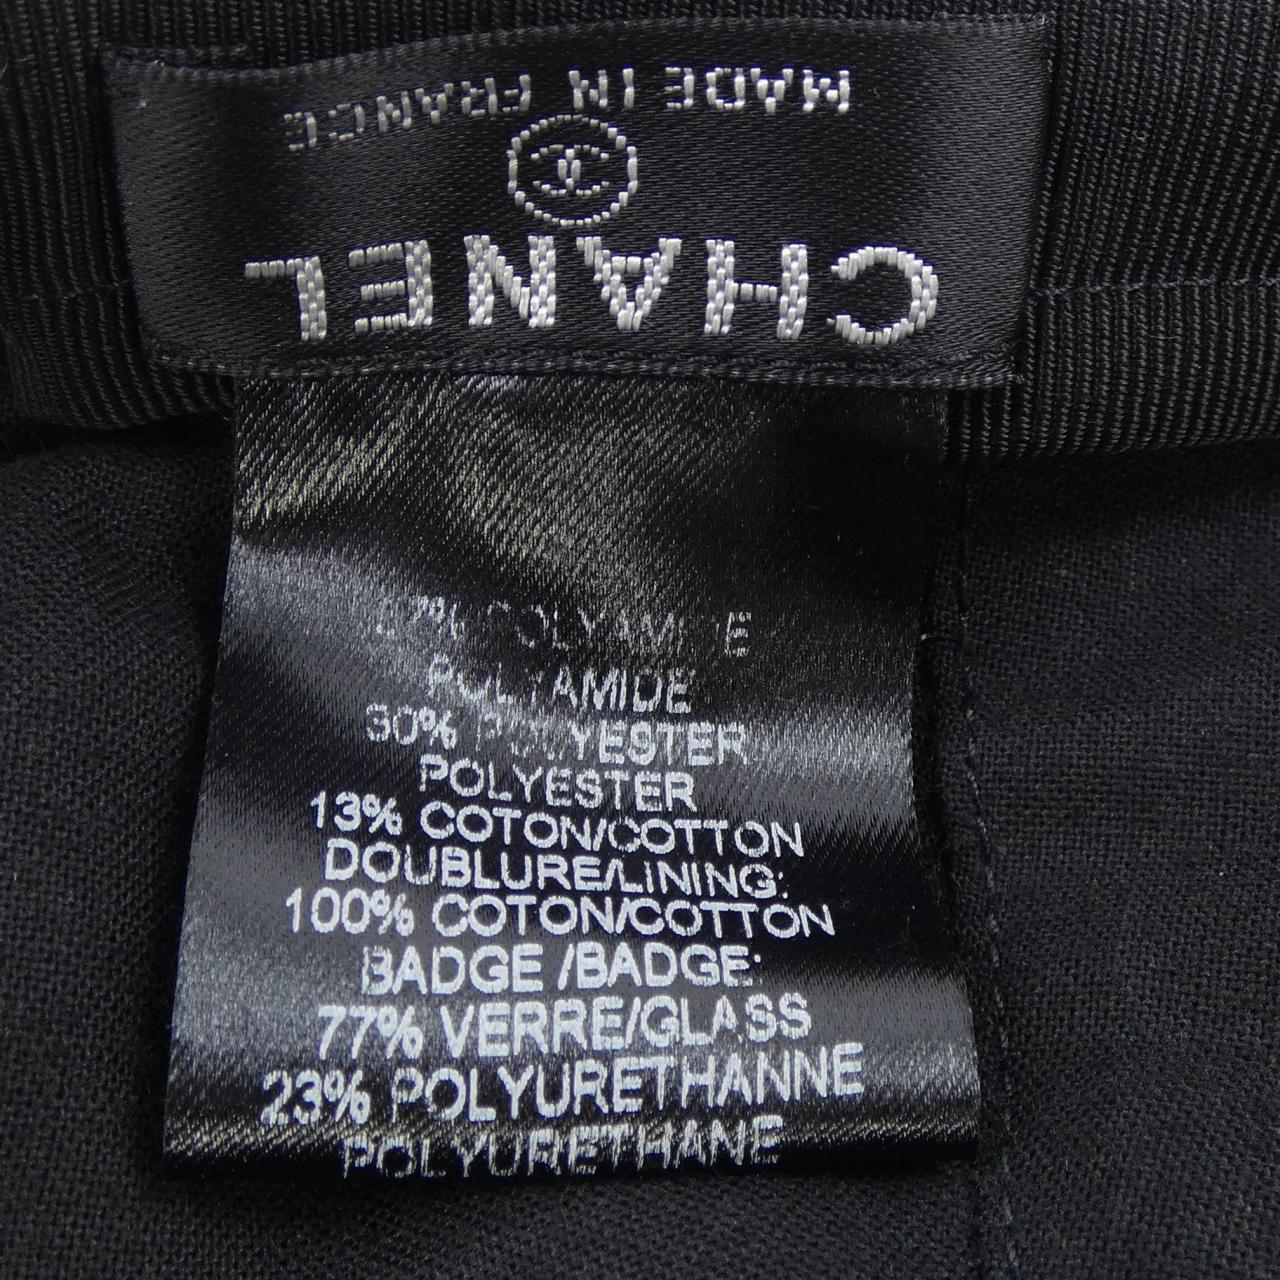 CHANEL
MADE IN FRANCE
POLYAMIDE
POLYAMIDE
30% POLYESTER
POLYESTER
13% COTON/COTTON
DOUBLURE/LINING:
100% COTON/COTTON
BADGE /BADGE:
77% VERRE/GLASS
23% POLYURETHANNE
POLYURETHANE